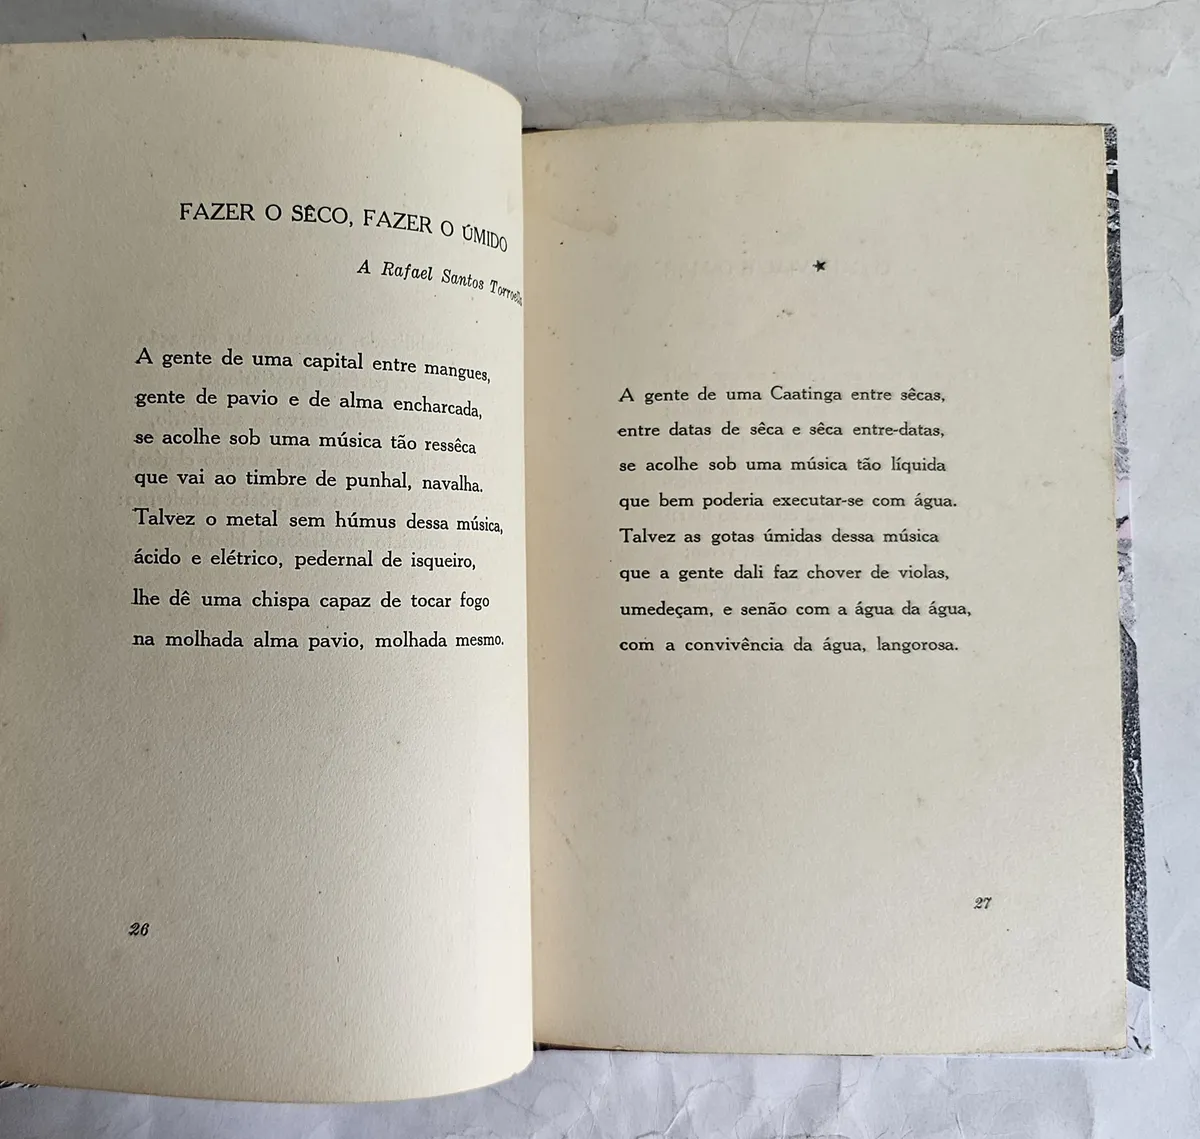 FAZER O SÊCO, FAZER O ÚMIDO
A Rafael Santos Torroella
A gente de uma capital entre mangues,
gente de pavio e de alma encharcada,
se acolhe sob uma música tão ressêca
que vai ao timbre de punhal, navalha.
Talvez o metal sem húmus dessa música,
ácido e elétrico, pedernal de isqueiro,
lhe dê uma chispa capaz de tocar fogo
na molhada alma pavio, molhada mesmo.
26
★
A gente de uma Caatinga entre sêcas,
entre datas de sêca e sêca entre-datas,
se acolhe sob uma música tão líquida
que bem poderia executar-se com água.
Talvez as gotas úmidas dessa música
que a gente dali faz chover de violas,
umedeçam, e senão com a água da água,
com a convivência da água, langorosa.
27